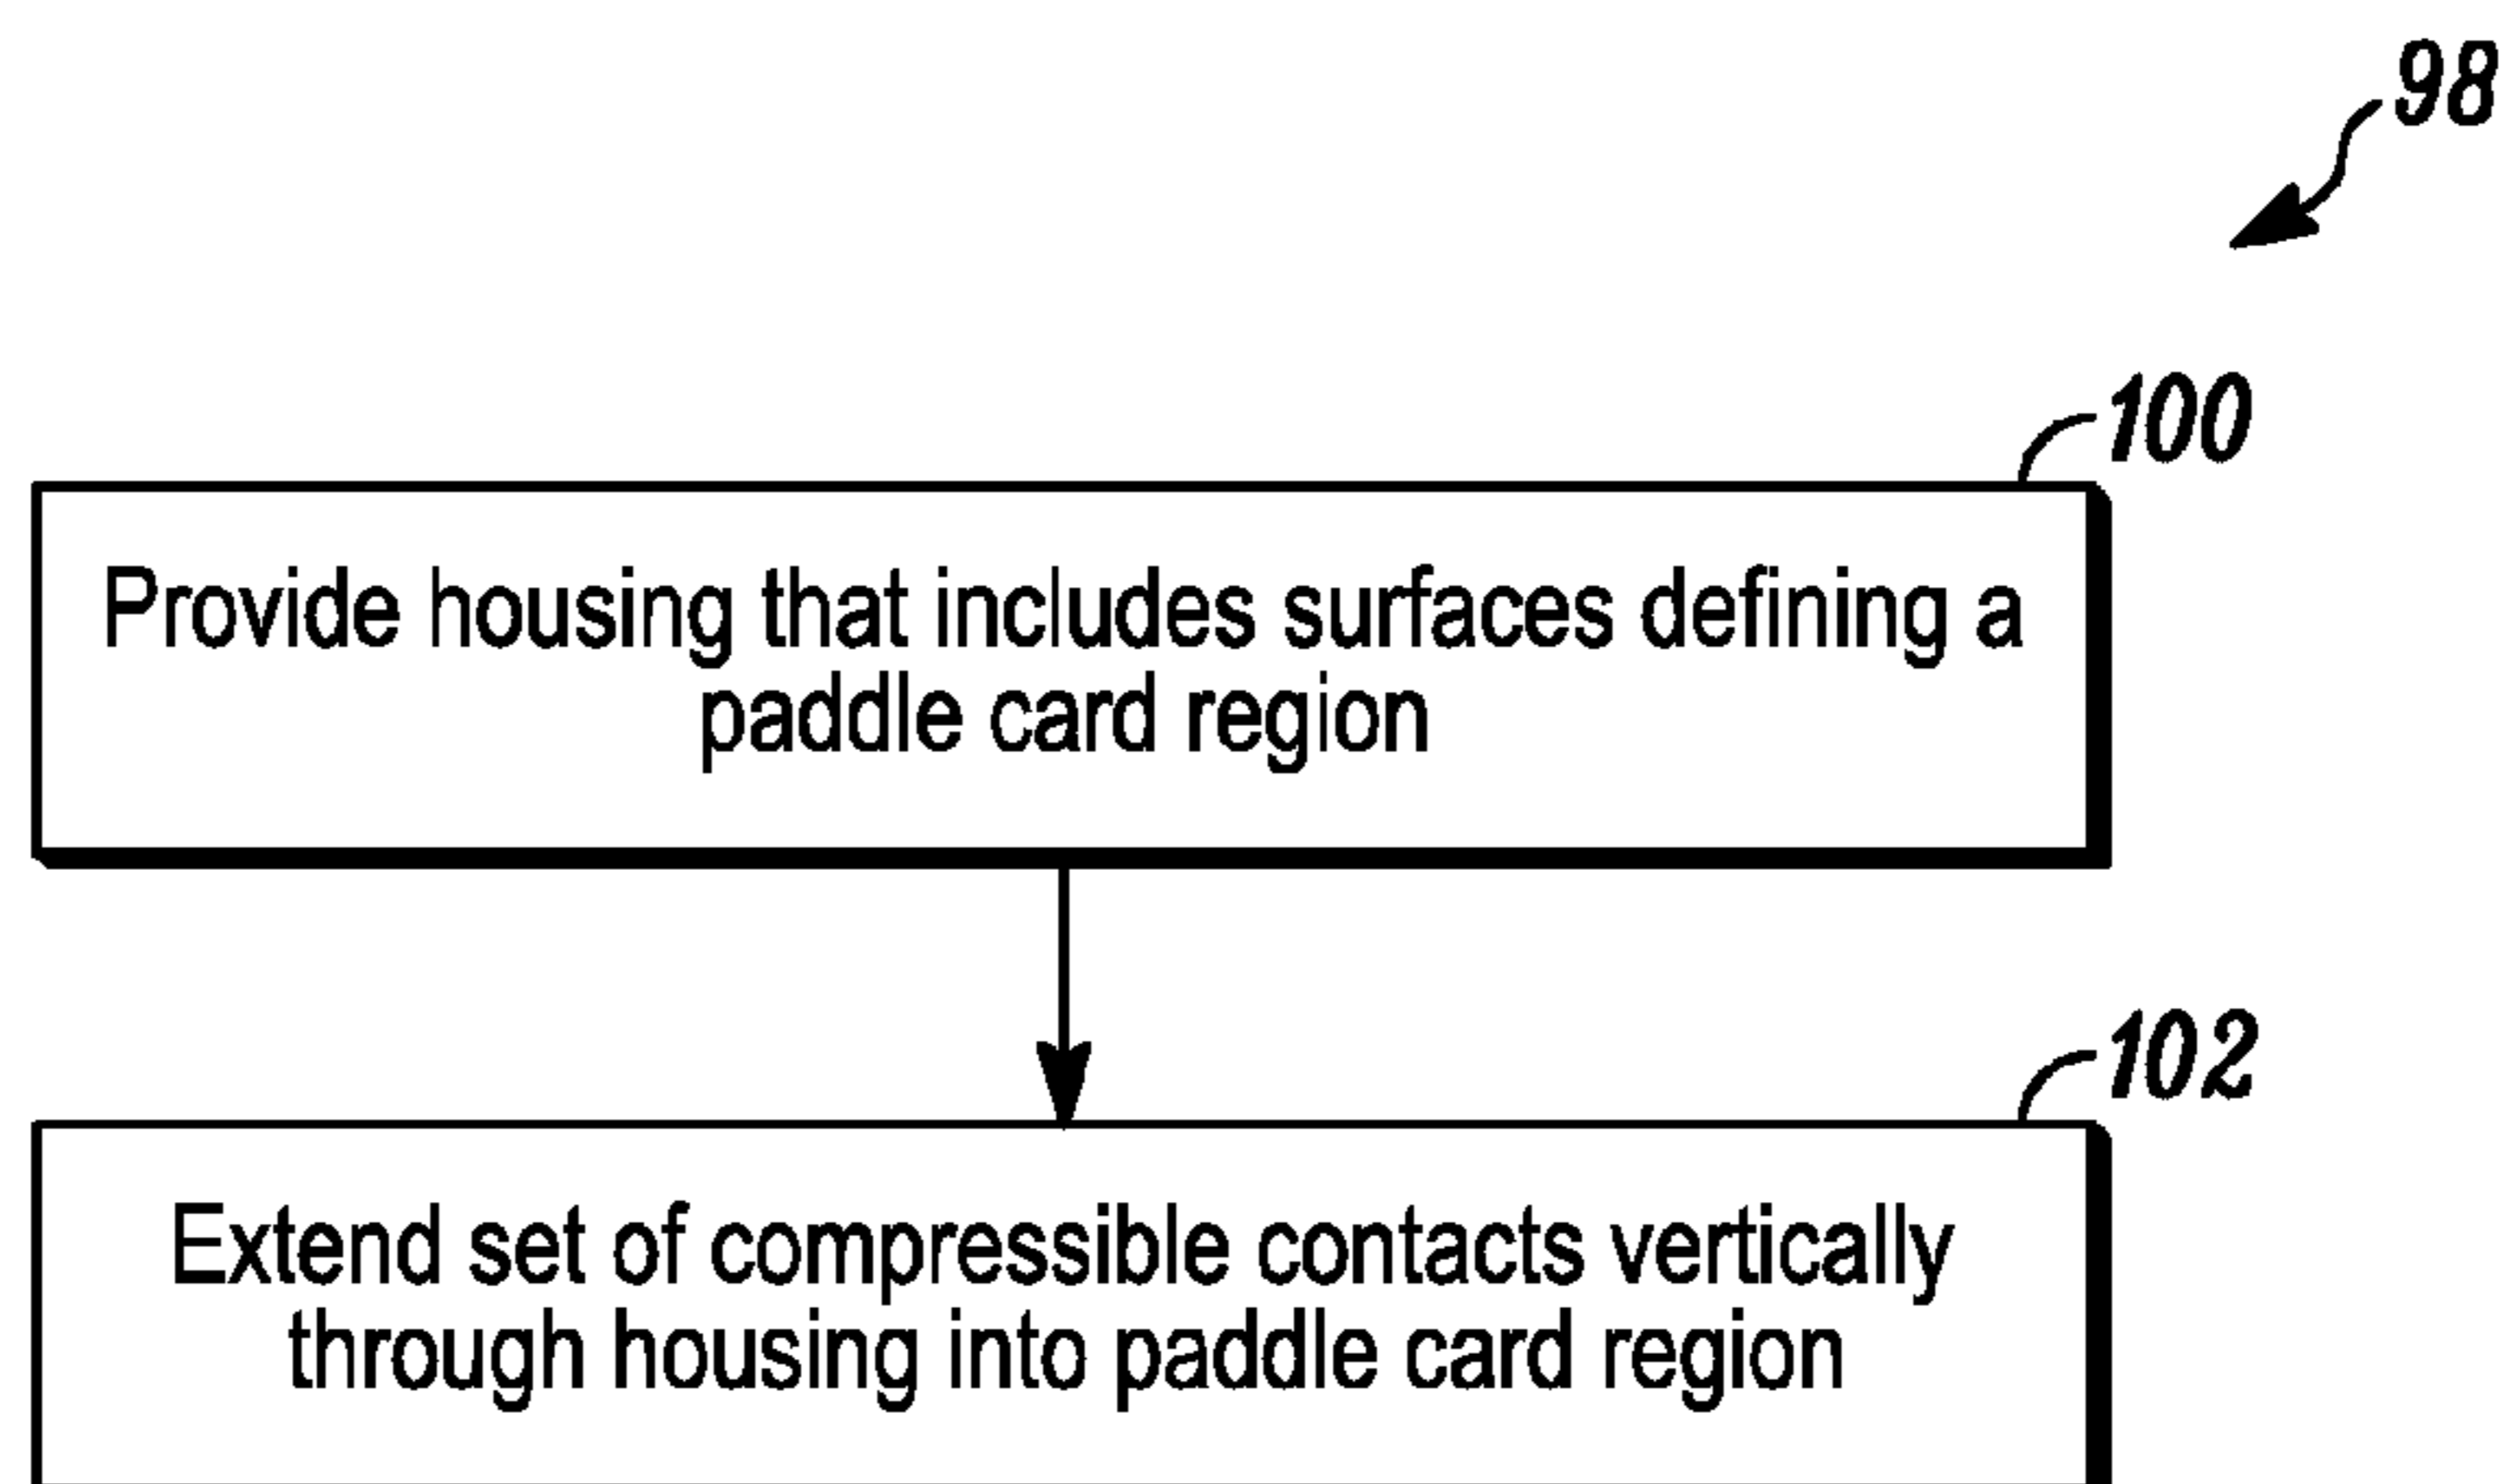 98
100
Provide housing that includes surfaces defining a
paddle card region
102
Extend set of compressible contacts vertically
through housing into paddle card region